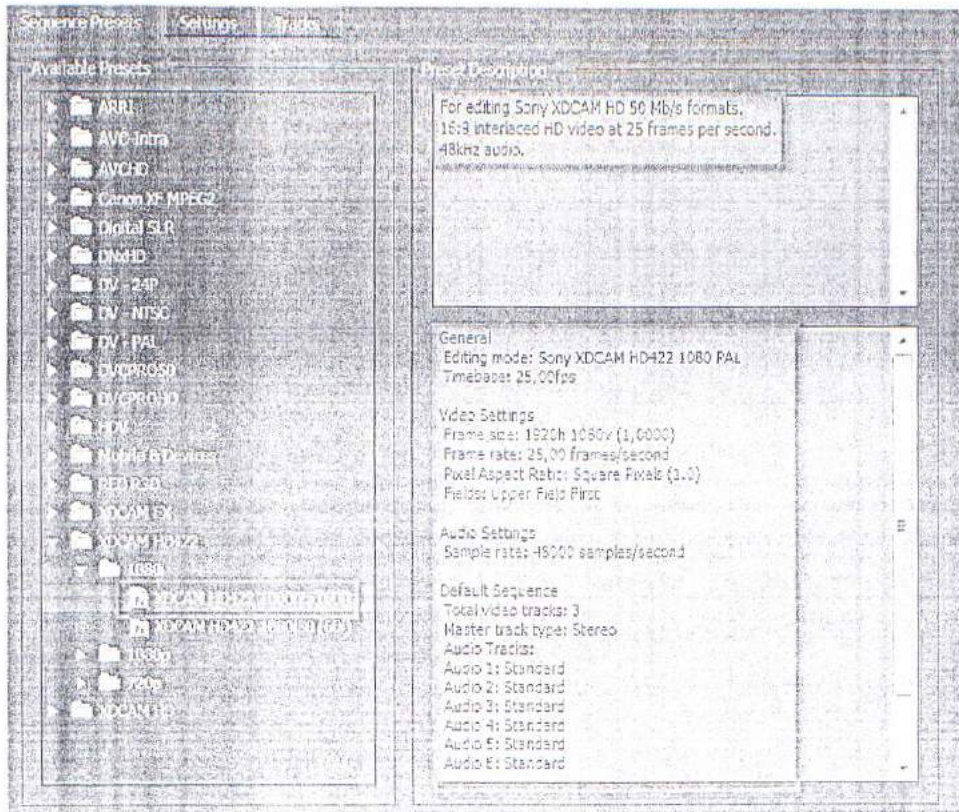 Sequence Presets
Settings
Tracks
Available Presets
ARRI
AVC-Intra
AVCHD
Canon XF MPEG2
Digital SLR
DNxHD
DV - 24P
DV - NTSC
DV - PAL
DVCPRO50
DVCPROHD
HDV
Mobile & Devices
RED R3D
XDCAM EX
XDCAM HD422
1080i
XDCAM HD422
XDCAM HD422
1080p
720p
XDCAM HD
Preset Description
For editing Sony XDCAM HD 50 Mb/s formats.
16:9 interlaced HD video at 25 frames per second.
48kHz audio.
General
Editing mode: Sony XDCAM HD422 1080 PAL
Timebase: 25,00fps
Video Settings
Frame size: 1920h 1080v (1,0000)
Frame rate: 25,00 frames/second
Pixel Aspect Ratio: Square Pixels (1.0)
Fields: Upper Field First
Audio Settings
Sample rate: 48000 samples/second
Default Sequence
Total video tracks: 3
Master track type: Stereo
Audio Tracks:
Audio 1: Standard
Audio 2: Standard
Audio 3: Standard
Audio 4: Standard
Audio 5: Standard
Audio 6: Standard